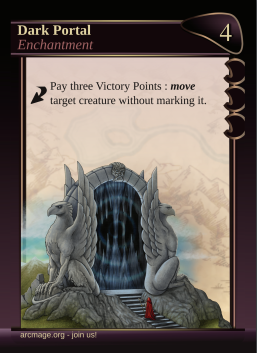 Dark Portal
4
Enchantment
Pay three Victory Points : move
target creature without marking it.
arcmage.org - join us!